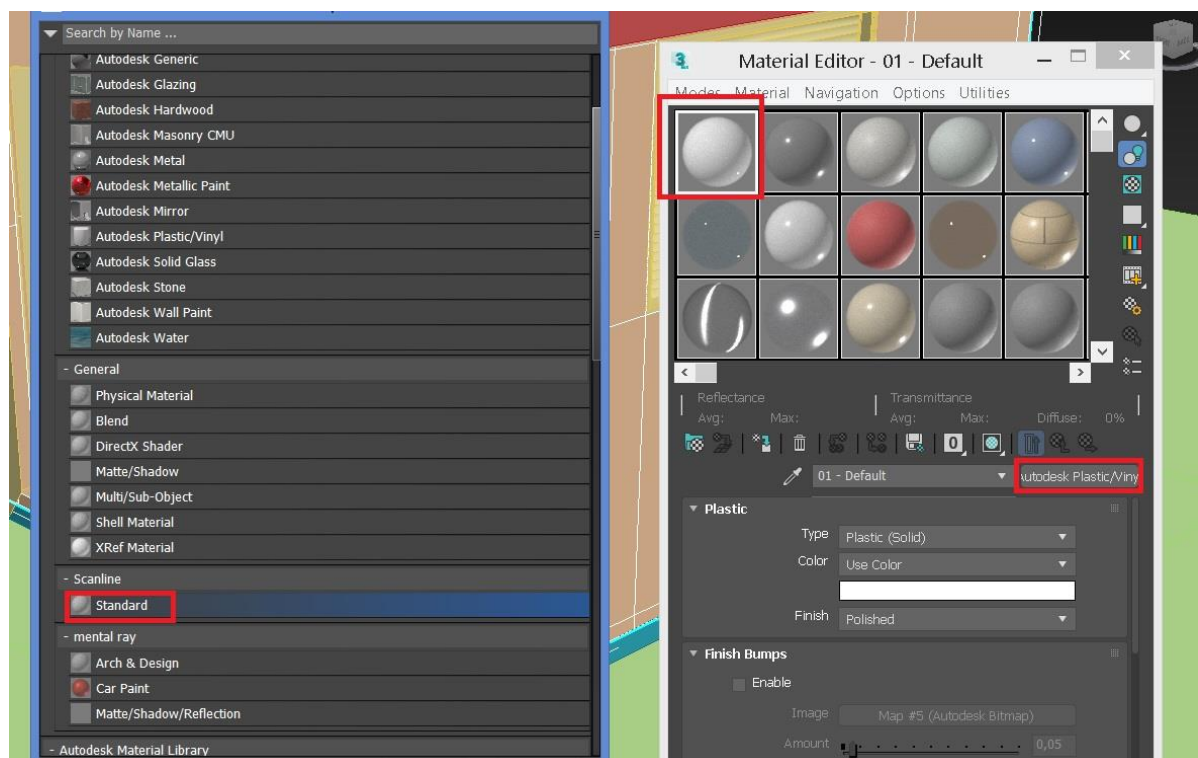 Search by Name ...
Autodesk Generic
Autodesk Glazing
Autodesk Hardwood
Autodesk Masonry CMU
Autodesk Metal
Autodesk Metallic Paint
Autodesk Mirror
Autodesk Plastic/Vinyl
Autodesk Solid Glass
Autodesk Stone
Autodesk Wall Paint
Autodesk Water
- General
Physical Material
Blend
DirectX Shader
Matte/Shadow
Multi/Sub-Object
Shell Material
XRef Material
- Scanline
Standard
- mental ray
Arch & Design
Car Paint
Matte/Shadow/Reflection
- Autodesk Material Library
Material Editor - 01 - Default
Modes Material Navigation Options Utilities
Reflectance Transmittance
Avg: Max: Avg: Max: Diffuse: 0%
0
01 - Default utodesk Plastic/Viny
Plastic
Type Plastic (Solid)
Color Use Color
Finish Polished
Finish Bumps
Enable
Image Map #5 (Autodesk Bitmap)
Amount 0,05